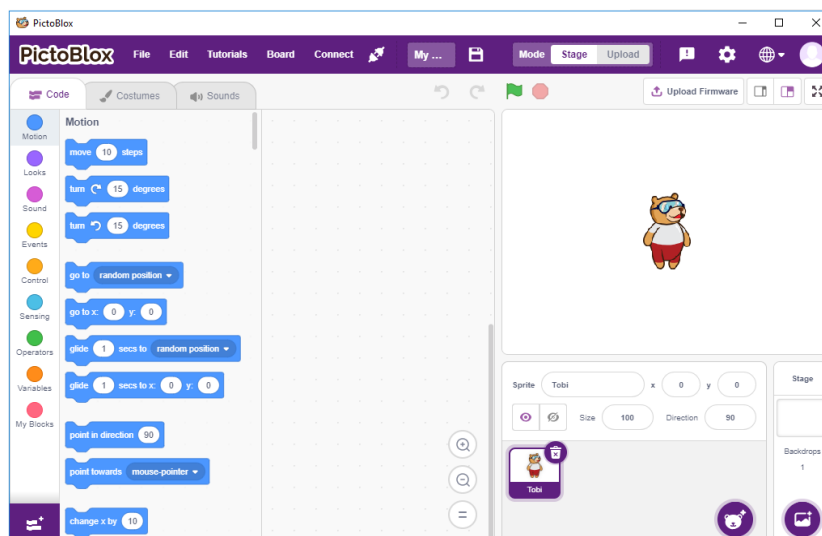 PictoBlox
PictoBlox File Edit Tutorials Board Connect My ... Mode Stage Upload
Code Costumes Sounds Upload Firmware
Motion
Looks
Sound
Events
Control
Sensing
Operators
Variables
My Blocks
Motion
move 10 steps
turn 15 degrees
turn 15 degrees
go to random position
go to x: 0 y: 0
glide 1 secs to random position
glide 1 secs to x: 0 y: 0
point in direction 90
point towards mouse-pointer
change x by 10
Sprite Tobi x 0 y 0
Size 100 Direction 90
Tobi
Stage
Backdrops
1